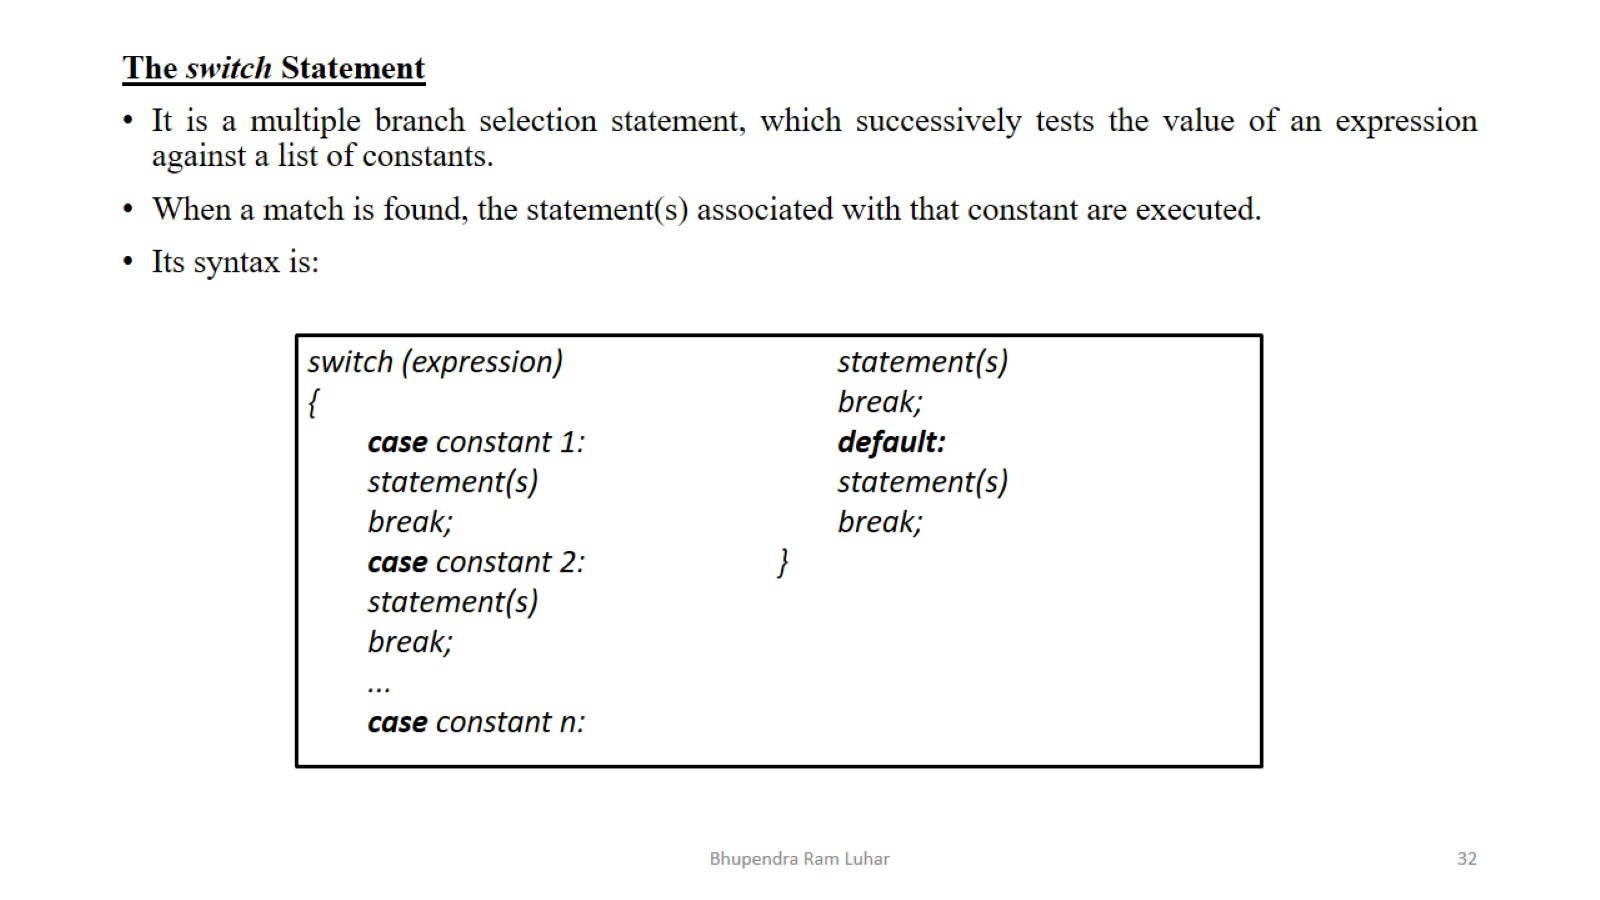 The switch Statement
• It is a multiple branch selection statement, which successively tests the value of an expression
against a list of constants.
• When a match is found, the statement(s) associated with that constant are executed.
• Its syntax is:
switch (expression)
{
case constant 1:
statement(s)
break;
case constant 2:
statement(s)
break;
...
case constant n:
statement(s)
break;
default:
statement(s)
break;
}
Bhupendra Ram Luhar
32